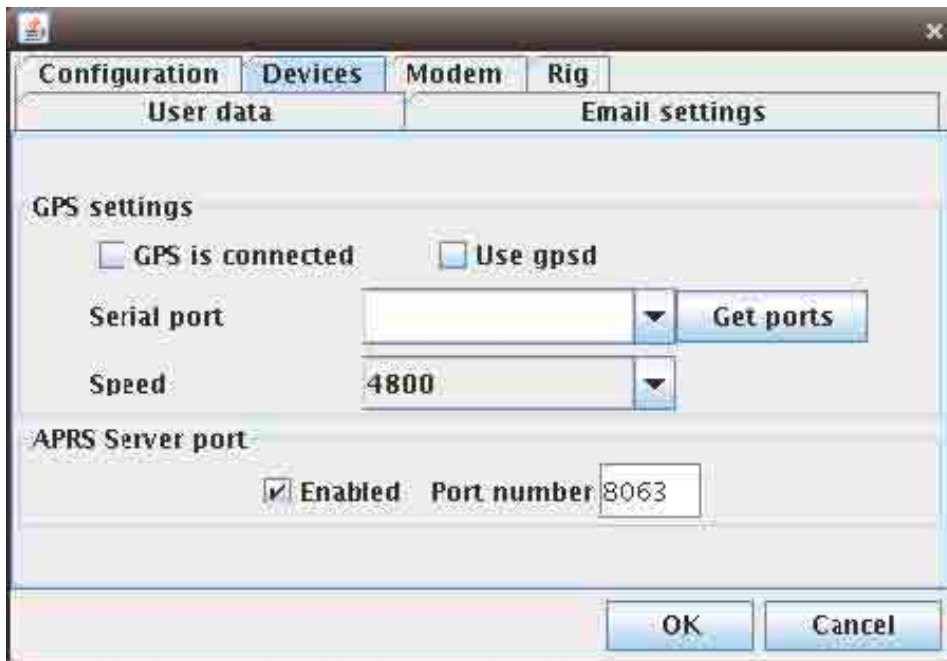 Configuration Devices Modem Rig
User data Email settings
GPS settings
GPS is connected Use gpsd
Serial port Get ports
Speed 4800
APRS Server port
Enabled Port number 8063
OK Cancel